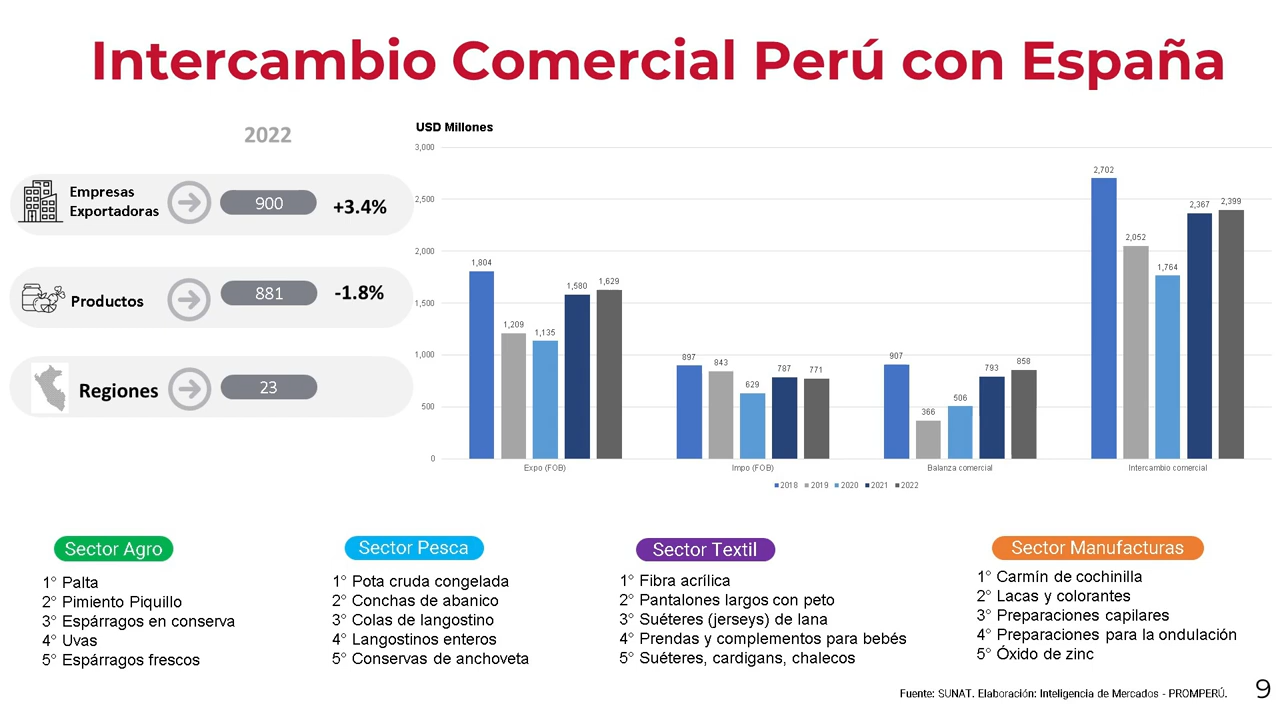 Intercambio Comercial Perú con España
2022
Empresas
Exportadoras
900
+3.4%
Productos
881
-1.8%
Regiones
23
USD Millones
3,000
2,500
2,000
1,500
1,000
500
0
1,804
1,209
1,135
1,580
1,629
897
843
629
787
771
907
366
506
793
858
2,702
2,052
1,764
2,367
2,399
Expo (FOB)
Impo (FOB)
Balanza comercial
Intercambio comercial
2018 2019 2020 2021 2022
Sector Agro
1° Palta
2° Pimiento Piquillo
3° Espárragos en conserva
4° Uvas
5° Espárragos frescos
Sector Pesca
1° Pota cruda congelada
2° Conchas de abanico
3° Colas de langostino
4° Langostinos enteros
5° Conservas de anchoveta
Sector Textil
1° Fibra acrílica
2° Pantalones largos con peto
3° Suéteres (jerseys) de lana
4° Prendas y complementos para bebés
5° Suéteres, cardigans, chalecos
Sector Manufacturas
1° Carmín de cochinilla
2° Lacas y colorantes
3° Preparaciones capilares
4° Preparaciones para la ondulación
5° Óxido de zinc
Fuente: SUNAT. Elaboración: Inteligencia de Mercados - PROMPERÚ.
9